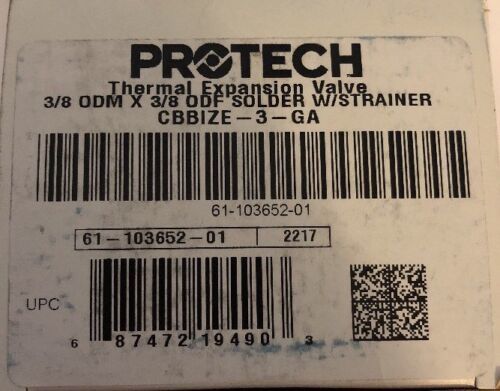 PROTECH
Thermal Expansion Valve
3/8 ODM X 3/8 ODF SOLDER W/STRAINER
CBBIZE-3-GA
61-103652-01
61-103652-01 2217
UPC
6 87472 19490 3